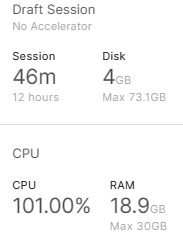 Draft Session
No Accelerator
Session Disk
46m 4GB
12 hours Max 73.1GB
CPU
CPU RAM
101.00% 18.9GB
Max 30GB